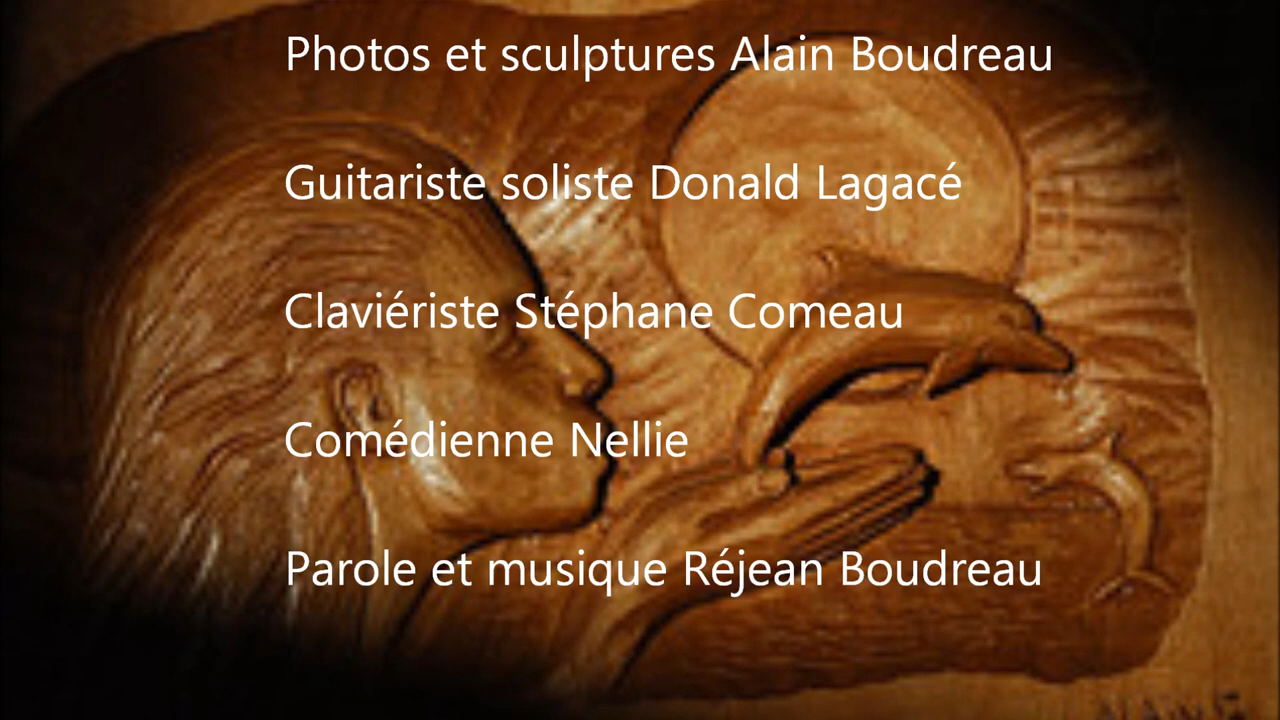 Photos et sculptures Alain Boudreau
Guitariste soliste Donald Lagacé
Claviériste Stéphane Comeau
Comédienne Nellie
Parole et musique Réjean Boudreau